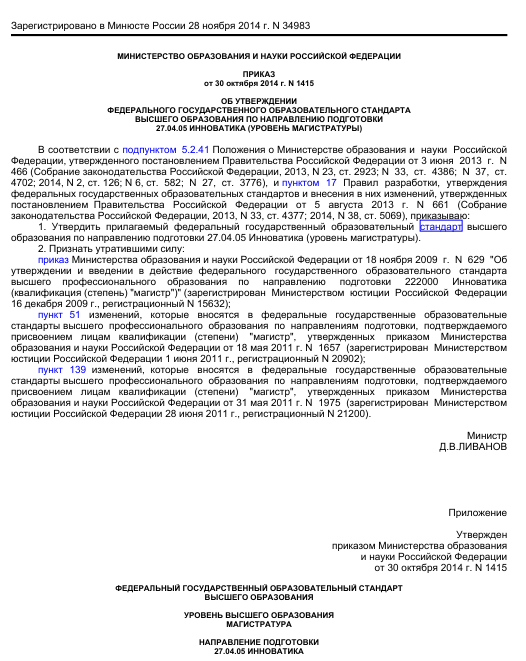 Зарегистрировано в Минюсте России 28 ноября 2014 г. N 34983
МИНИСТЕРСТВО ОБРАЗОВАНИЯ И НАУКИ РОССИЙСКОЙ ФЕДЕРАЦИИ
ПРИКАЗ
от 30 октября 2014 г. N 1415
ОБ УТВЕРЖДЕНИИ
ФЕДЕРАЛЬНОГО ГОСУДАРСТВЕННОГО ОБРАЗОВАТЕЛЬНОГО СТАНДАРТА
ВЫСШЕГО ОБРАЗОВАНИЯ ПО НАПРАВЛЕНИЮ ПОДГОТОВКИ
27.04.05 ИННОВАТИКА (УРОВЕНЬ МАГИСТРАТУРЫ)
В соответствии с подпунктом 5.2.41 Положения о Министерстве образования и науки Российской
Федерации, утвержденного постановлением Правительства Российской Федерации от 3 июня 2013 г. N
466 (Собрание законодательства Российской Федерации, 2013, N 23, ст. 2923; N 33, ст. 4386; N 37, ст.
4702; 2014, N 2, ст. 126; N 6, ст. 582; N 27, ст. 3776), и пунктом 17 Правил разработки, утверждения
федеральных государственных образовательных стандартов и внесения в них изменений, утвержденных
постановлением Правительства Российской Федерации от 5 августа 2013 г. N 661 (Собрание
законодательства Российской Федерации, 2013, N 33, ст. 4377; 2014, N 38, ст. 5069), приказываю:
1. Утвердить прилагаемый федеральный государственный образовательный стандарт высшего
образования по направлению подготовки 27.04.05 Инноватика (уровень магистратуры).
2. Признать утратившими силу:
приказ Министерства образования и науки Российской Федерации от 18 ноября 2009 г. N 629 "Об
утверждении и введении в действие федерального государственного образовательного стандарта
высшего профессионального образования по направлению подготовки 222000 Инноватика
(квалификация (степень) "магистр")" (зарегистрирован Министерством юстиции Российской Федерации
16 декабря 2009 г., регистрационный N 15632);
пункт 51 изменений, которые вносятся в федеральные государственные образовательные
стандарты высшего профессионального образования по направлениям подготовки, подтверждаемого
присвоением лицам квалификации (степени) "магистр", утвержденных приказом Министерства
образования и науки Российской Федерации от 18 мая 2011 г. N 1657 (зарегистрирован Министерством
юстиции Российской Федерации 1 июня 2011 г., регистрационный N 20902);
пункт 139 изменений, которые вносятся в федеральные государственные образовательные
стандарты высшего профессионального образования по направлениям подготовки, подтверждаемого
присвоением лицам квалификации (степени) "магистр", утвержденных приказом Министерства
образования и науки Российской Федерации от 31 мая 2011 г. N 1975 (зарегистрирован Министерством
юстиции Российской Федерации 28 июня 2011 г., регистрационный N 21200).
Министр
Д.В.ЛИВАНОВ
Приложение
Утвержден
приказом Министерства образования
и науки Российской Федерации
от 30 октября 2014 г. N 1415
ФЕДЕРАЛЬНЫЙ ГОСУДАРСТВЕННЫЙ ОБРАЗОВАТЕЛЬНЫЙ СТАНДАРТ
ВЫСШЕГО ОБРАЗОВАНИЯ
УРОВЕНЬ ВЫСШЕГО ОБРАЗОВАНИЯ
МАГИСТРАТУРА
НАПРАВЛЕНИЕ ПОДГОТОВКИ
27.04.05 ИННОВАТИКА